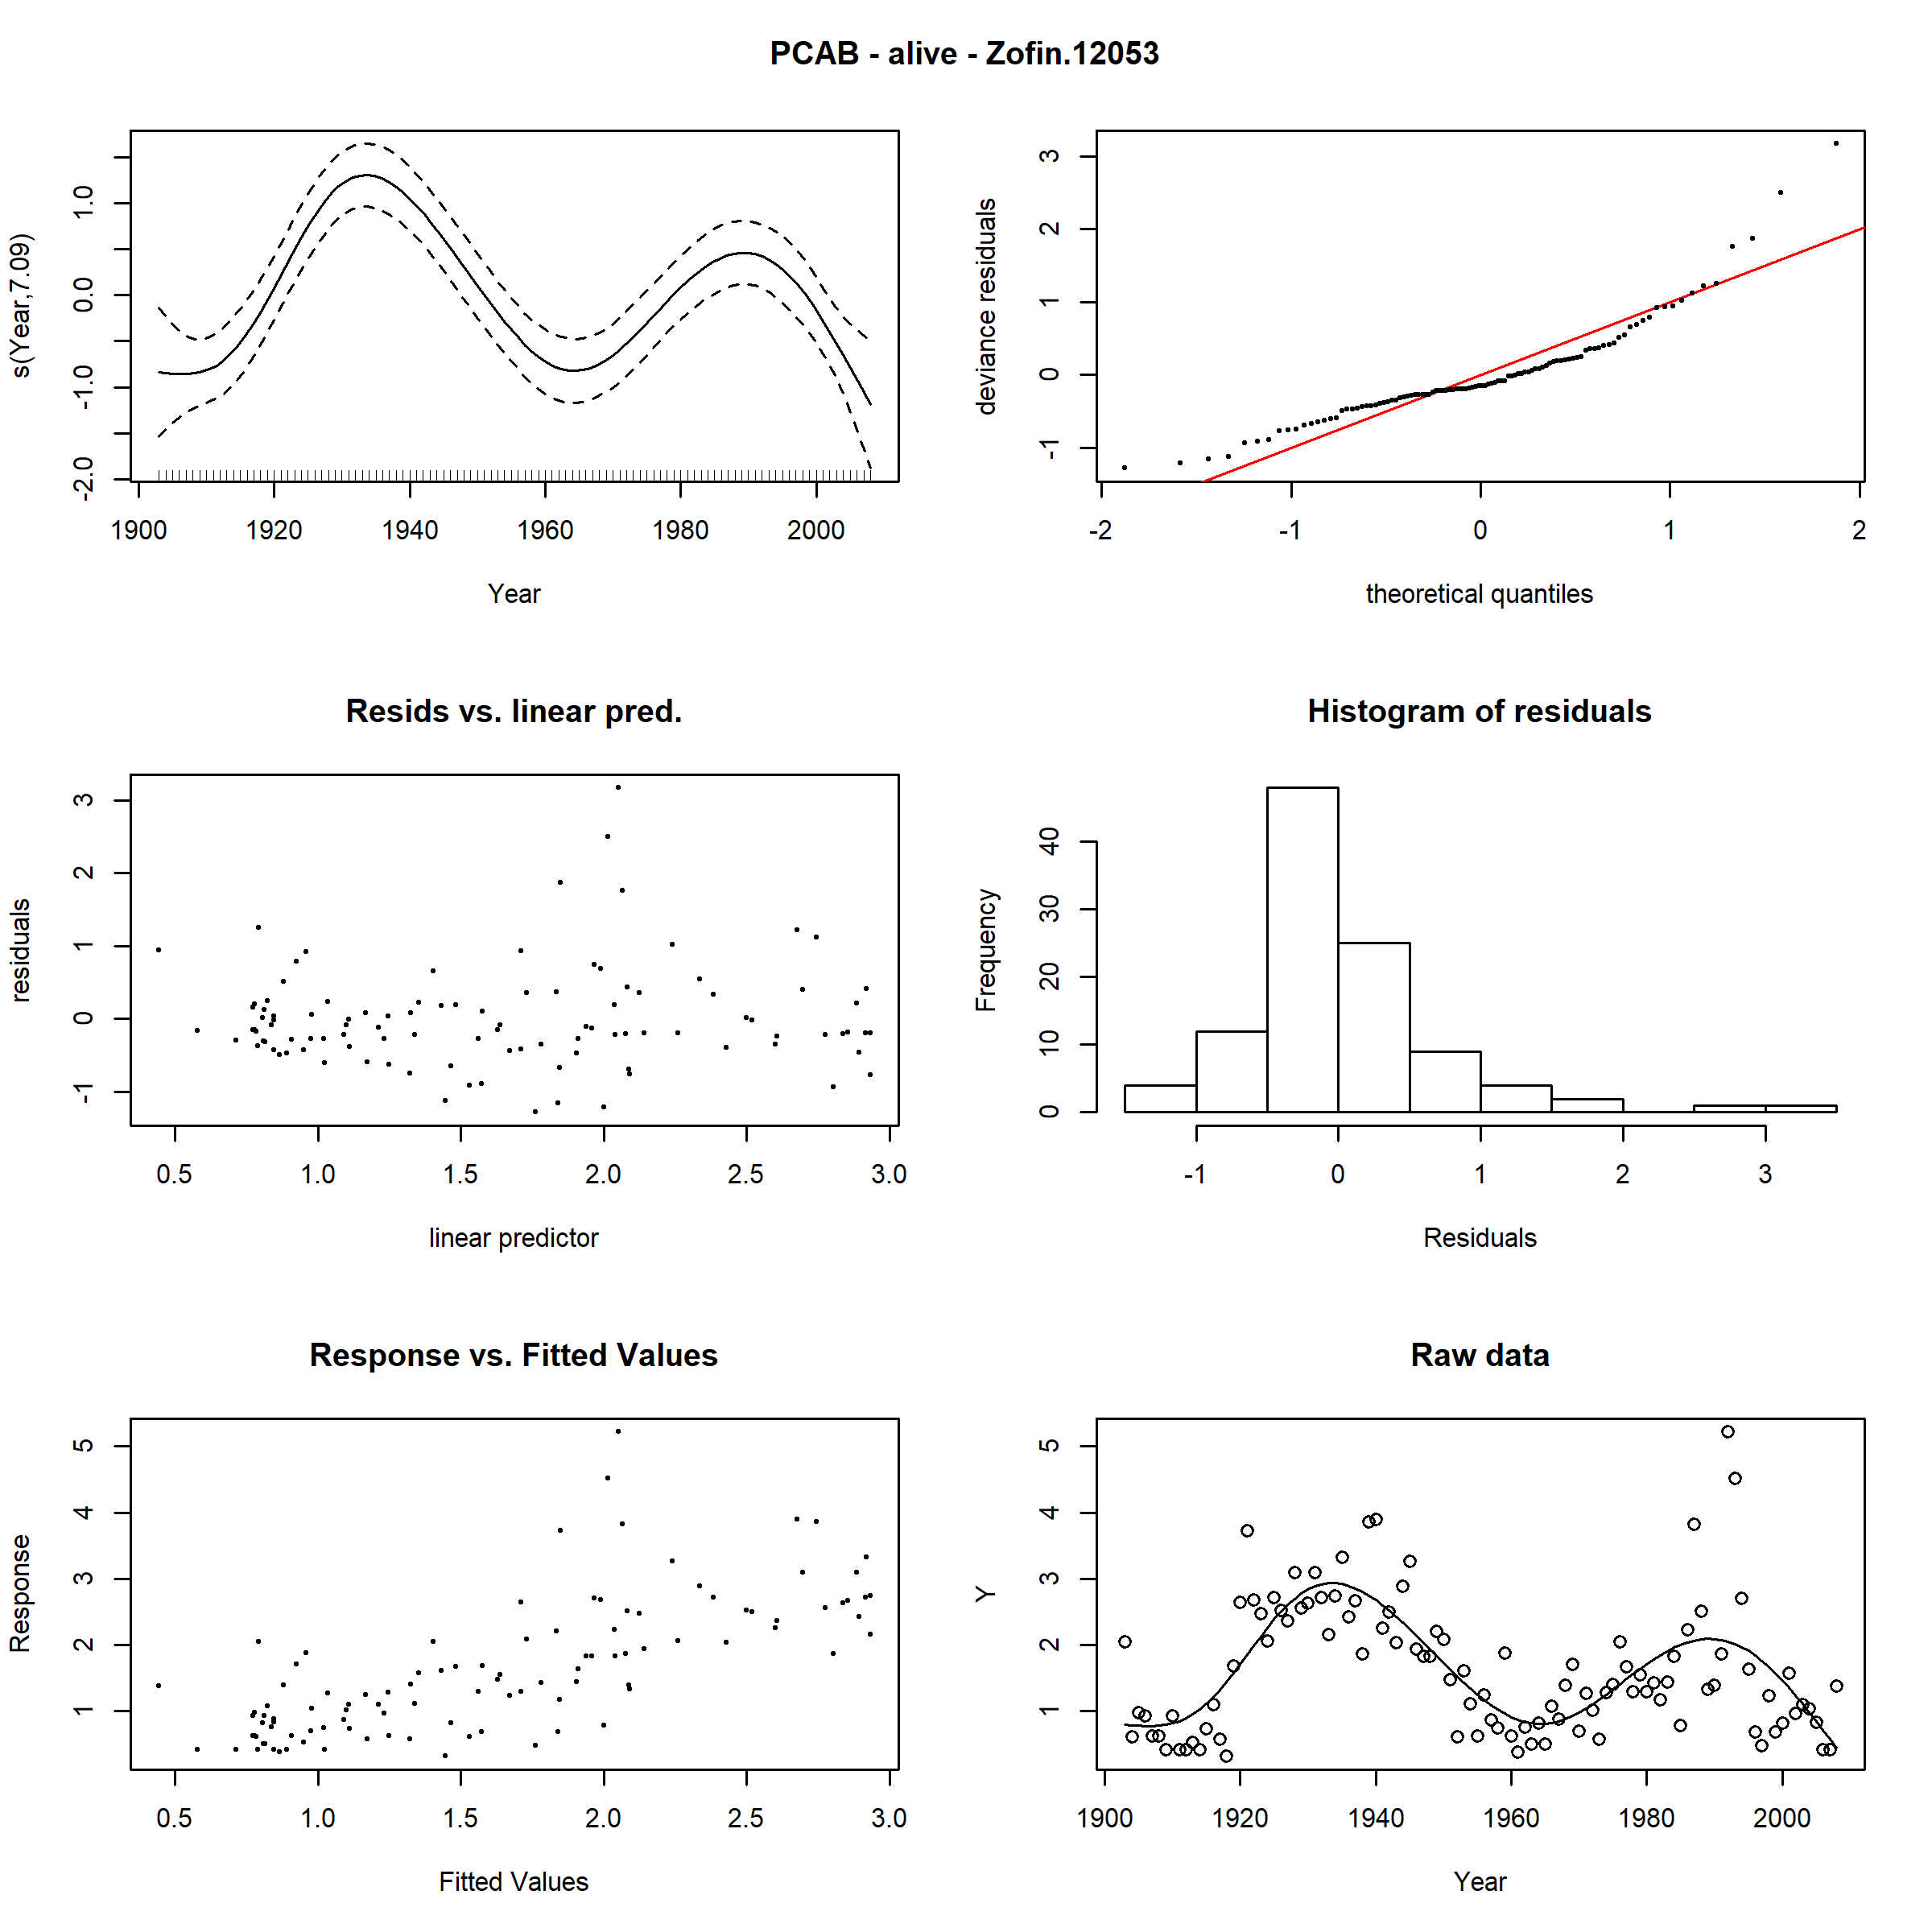 PCAB - alive - Zofin.12053
s(Year,7.09)
-2.0 -1.0 0.0 1.0
1900 1920 1940 1960 1980 2000
Year
deviance residuals
-1 0 1 2 3
-2 -1 0 1 2
theoretical quantiles
Resids vs. linear pred.
residuals
-1 0 1 2 3
0.5 1.0 1.5 2.0 2.5 3.0
linear predictor
Histogram of residuals
Frequency
0 10 20 30 40
-1 0 1 2 3
Residuals
Response vs. Fitted Values
Response
1 2 3 4 5
0.5 1.0 1.5 2.0 2.5 3.0
Fitted Values
Raw data
Y
1 2 3 4 5
1900 1920 1940 1960 1980 2000
Year